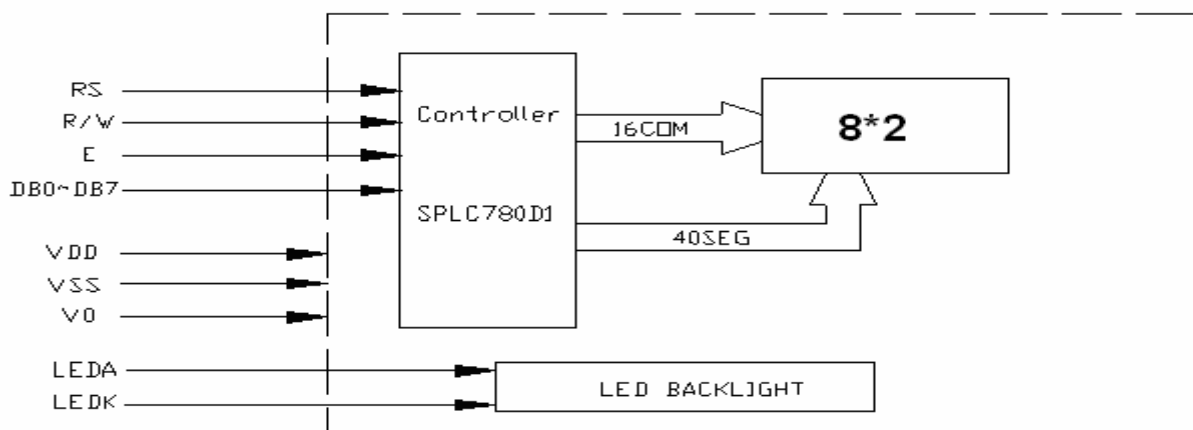 RS
R/W
E
DB0~DB7
VDD
VSS
V0
LEDA
LEDK
Controller
SPLC780D1
16COM
40SEG
8*2
LED BACKLIGHT